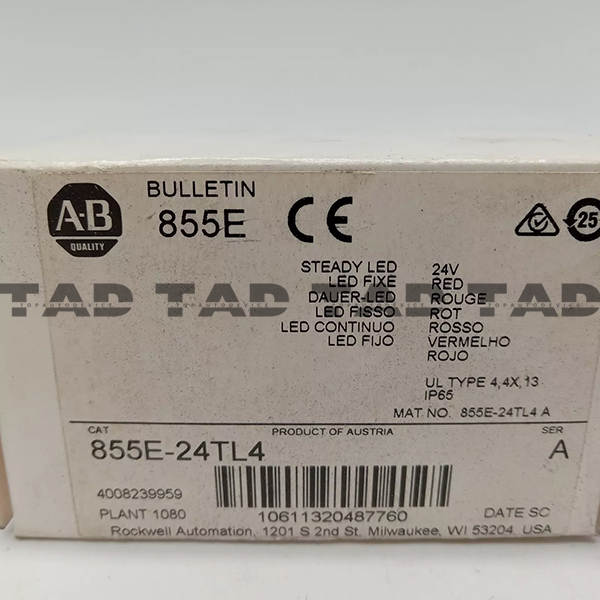 A-B
QUALITY
BULLETIN
855E
CE
25
STEADY LED 24V
LED FIXE RED
DAUER-LED ROUGE
LED FISSO ROT
LED CONTINUO ROSSO
LED FIJO VERMELHO
ROJO
TAD TAD TAD TAD
TOPAUTODEVICE TOPAUTODEVICE TOPAUTODEVICE
UL TYPE 4,4X,13
IP65
MAT NO. 855E-24TL4 A
CAT PRODUCT OF AUSTRIA SER
855E-24TL4 A
4008239959
PLANT 1080 10611320487760 DATE SC
Rockwell Automation, 1201 S 2nd St. Milwaukee, WI 53204 USA